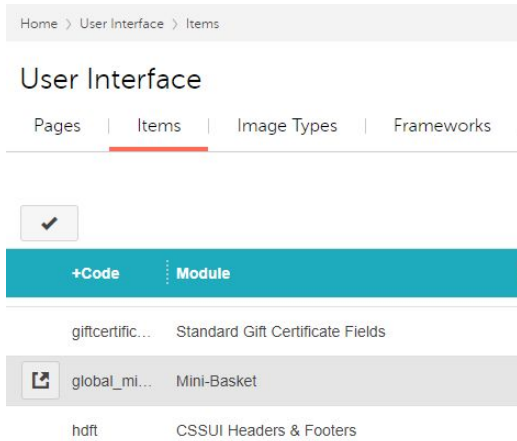 Home > User Interface > Items
User Interface
Pages | Items | Image Types | Frameworks
+Code Module
giftcertific... Standard Gift Certificate Fields
global_mi... Mini-Basket
hdft CSSUI Headers & Footers